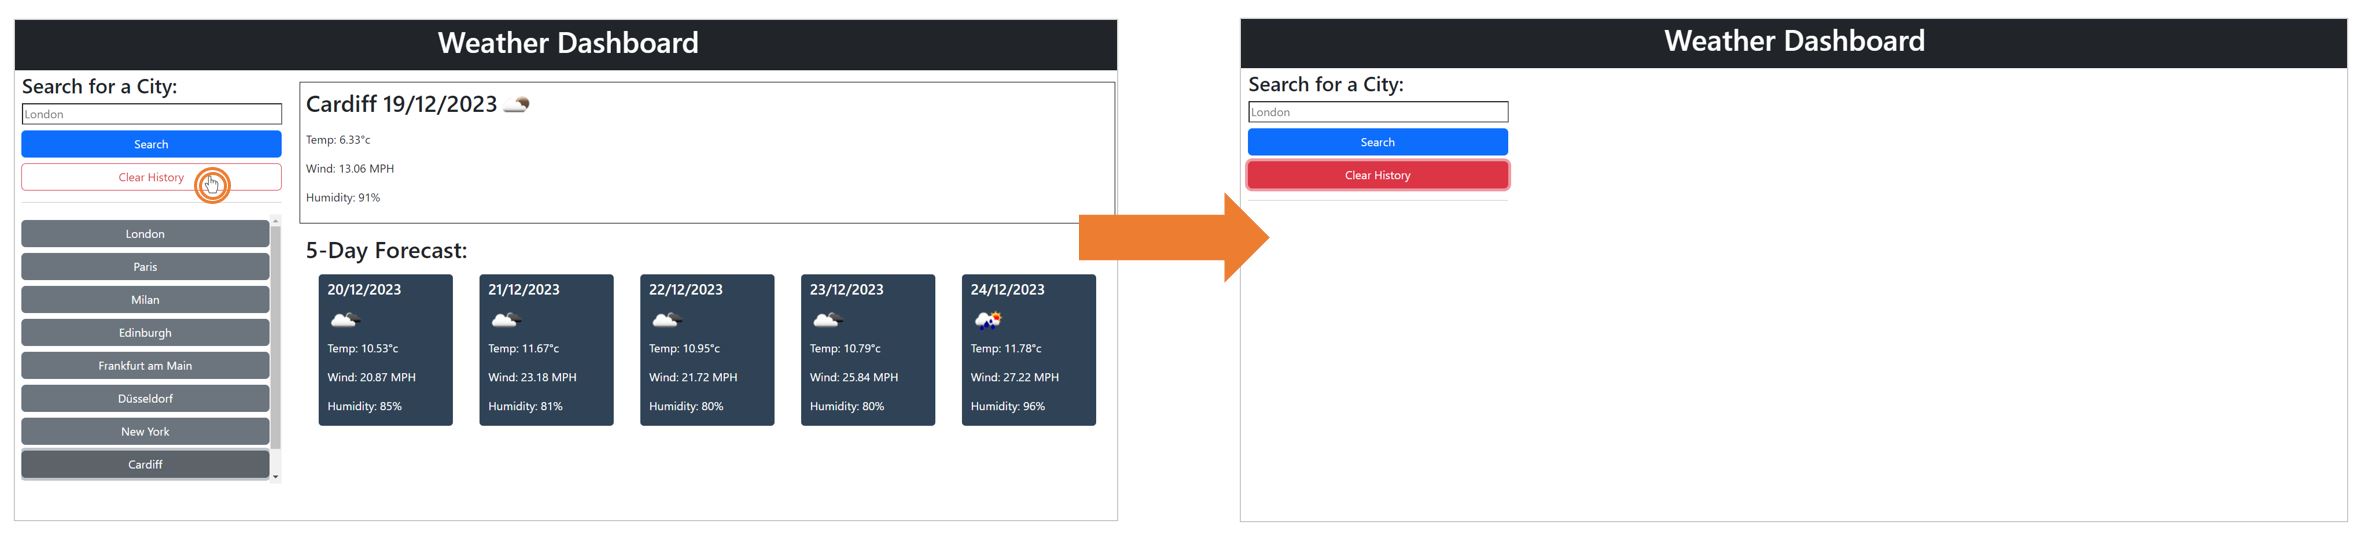 Weather Dashboard
Search for a City:
London
Search
Clear History
London
Paris
Milan
Edinburgh
Frankfurt am Main
Düsseldorf
New York
Cardiff
Cardiff 19/12/2023
Temp: 6.33°c
Wind: 13.06 MPH
Humidity: 91%
5-Day Forecast:
20/12/2023
Temp: 10.53°c
Wind: 20.87 MPH
Humidity: 85%
21/12/2023
Temp: 11.67°c
Wind: 23.18 MPH
Humidity: 81%
22/12/2023
Temp: 10.95°c
Wind: 21.72 MPH
Humidity: 80%
23/12/2023
Temp: 10.79°c
Wind: 25.84 MPH
Humidity: 80%
24/12/2023
Temp: 11.78°c
Wind: 27.22 MPH
Humidity: 96%
Weather Dashboard
Search for a City:
London
Search
Clear History